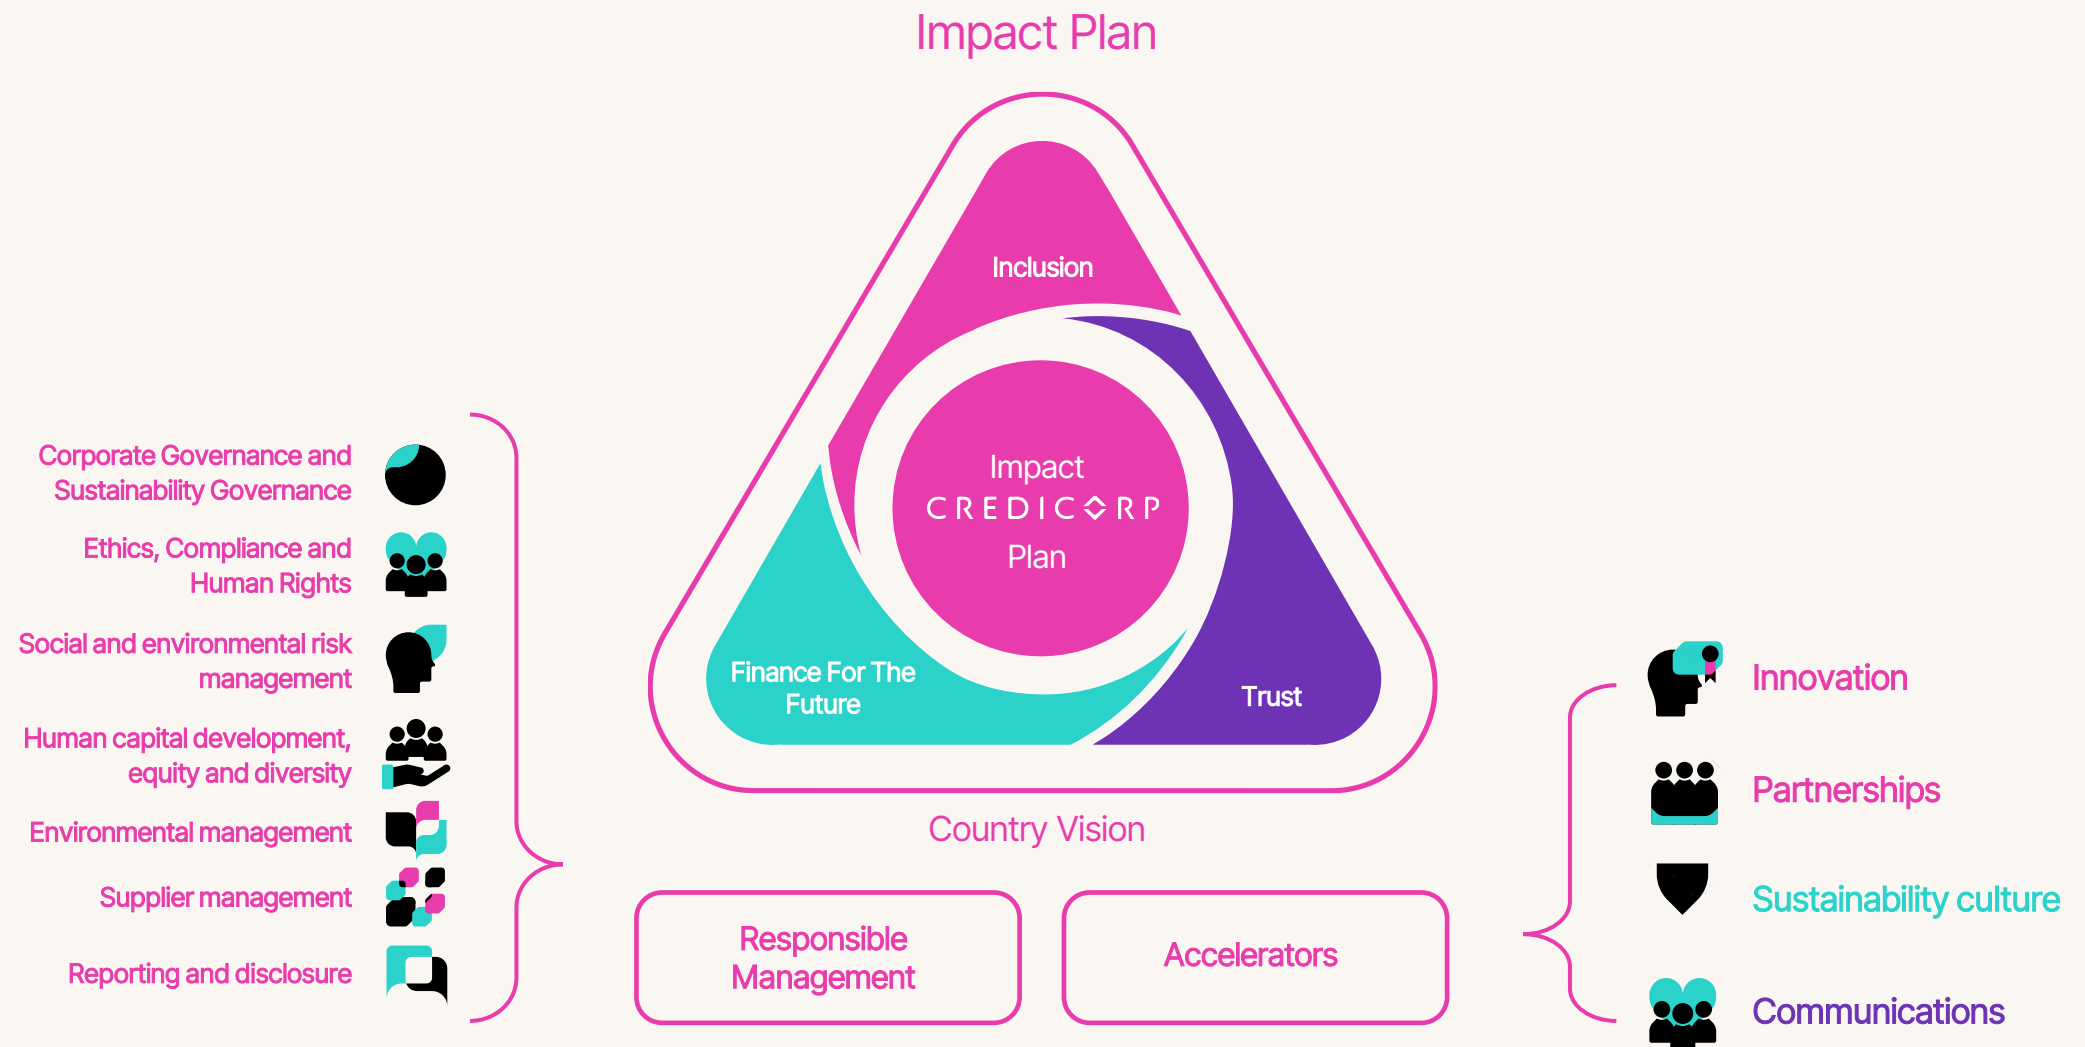 Impact Plan
Inclusion
Impact
CREDICORP
Plan
Finance For The
Future
Trust
Country Vision
Corporate Governance and
Sustainability Governance
Ethics, Compliance and
Human Rights
Social and environmental risk
management
Human capital development,
equity and diversity
Environmental management
Supplier management
Reporting and disclosure
Responsible
Management
Accelerators
Innovation
Partnerships
Sustainability culture
Communications